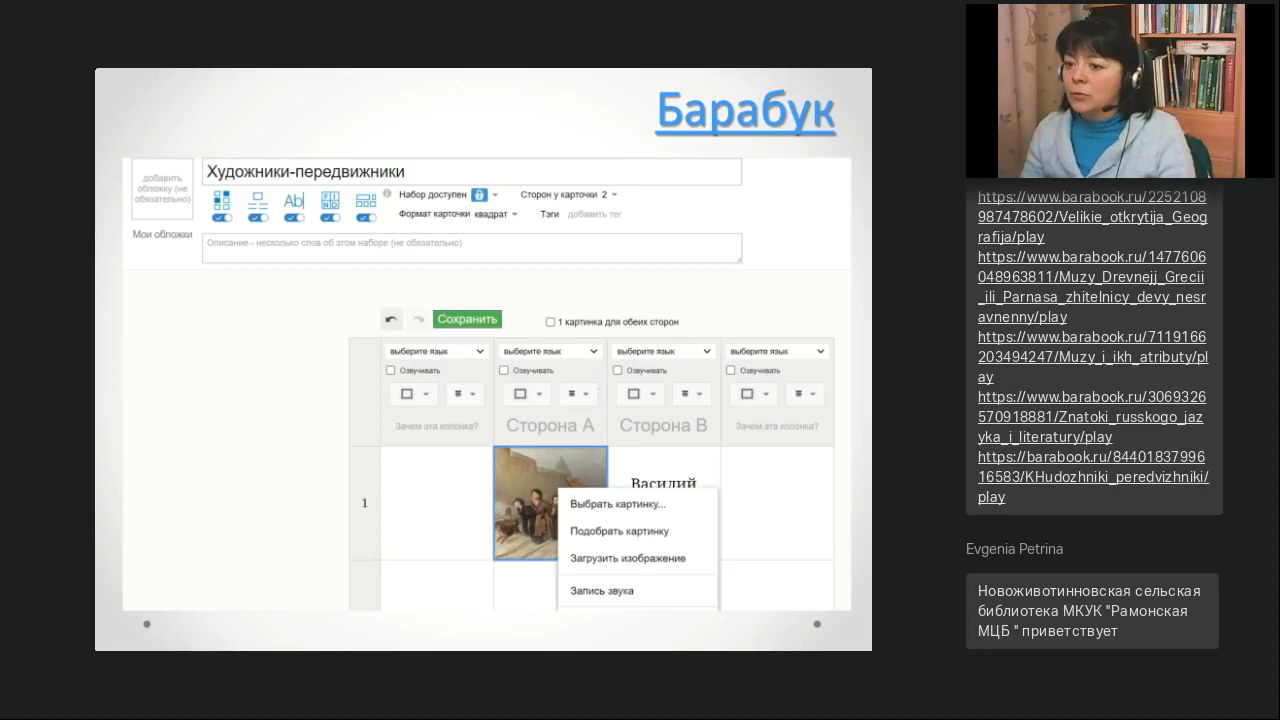 Барабук
добавить
обложку (не
обязательно)
Мои обложки
Художники-передвижники
Ab
FI
ND
Набор доступен
Сторон у карточки 2
Формат карточки квадрат
Тэги добавить тег
Описание - несколько слов об этом наборе (не обязательно)
Сохранить
1 картинка для обеих сторон
выберите язык выберите язык выберите язык выберите язык
Озвучивать Озвучивать Озвучивать Озвучивать
Зачем эта колонка? Сторона A Сторона B Зачем эта колонка?
1
Василий
Выбрать картинку...
Подобрать картинку
Загрузить изображение
Запись звука
https://www.barabook.ru/2252108
987478602/Velikie_otkrytija_Geog
rafija/play
https://www.barabook.ru/1477606
048963811/Muzy_Drevnejj_Grecii
_ili_Parnasa_zhitelnicy_devy_nesr
avnenny/play
https://www.barabook.ru/7119166
203494247/Muzy_i_ikh_atributy/pl
ay
https://www.barabook.ru/3069326
570918881/Znatoki_russkogo_jaz
yka_i_literatury/play
https://barabook.ru/84401837996
16583/KHudozhniki_peredvizhniki/
play
Evgenia Petrina
Новоживотинновская сельская
библиотека МКУК "Рамонская
МЦБ " приветствует